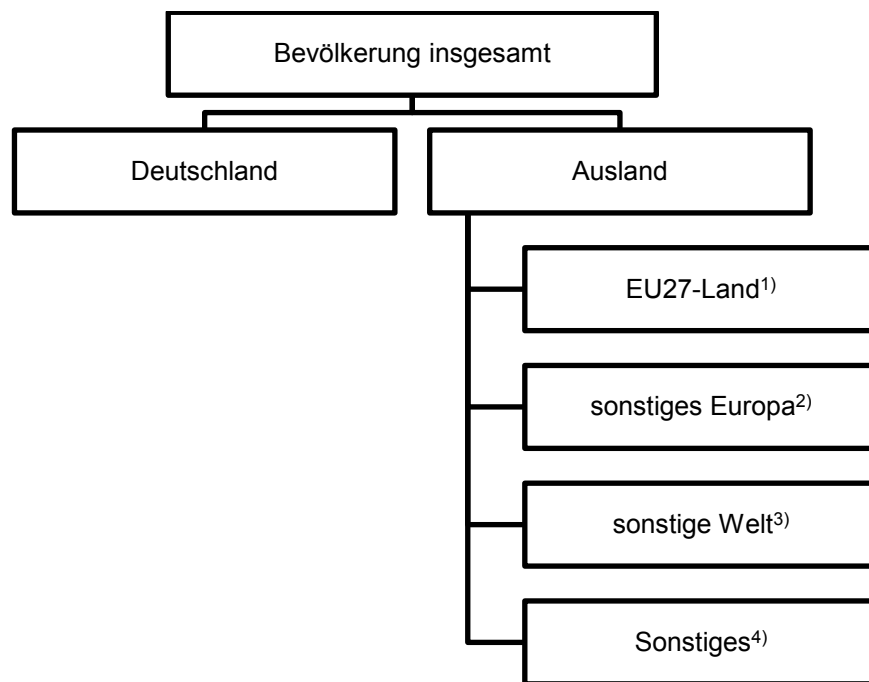 Bevölkerung insgesamt
Deutschland
Ausland
EU27-Land1)
sonstiges Europa2)
sonstige Welt3)
Sonstiges4)